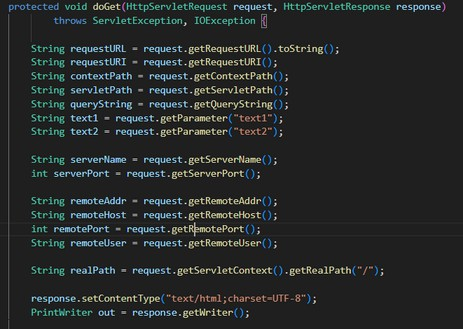 protected void doGet(HttpServletRequest request, HttpServletResponse response)
throws ServletException, IOException {
String requestURL = request.getRequestURL().toString();
String requestURI = request.getRequestURI();
String contextPath = request.getContextPath();
String servletPath = request.getServletPath();
String queryString = request.getQueryString();
String text1 = request.getParameter("text1");
String text2 = request.getParameter("text2");
String serverName = request.getServerName();
int serverPort = request.getServerPort();
String remoteAddr = request.getRemoteAddr();
String remoteHost = request.getRemoteHost();
int remotePort = request.getRemotePort();
String remoteUser = request.getRemoteUser();
String realPath = request.getServletContext().getRealPath("/");
response.setContentType("text/html;charset=UTF-8");
PrintWriter out = response.getWriter();